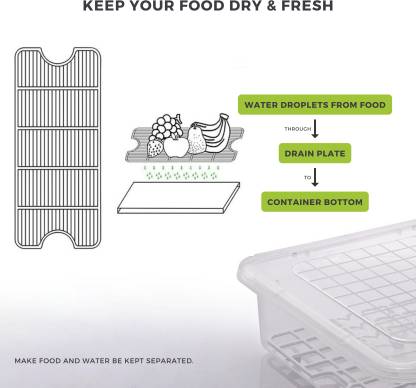 KEEP YOUR FOOD DRY & FRESH
WATER DROPLETS FROM FOOD
THROUGH
DRAIN PLATE
TO
CONTAINER BOTTOM
MAKE FOOD AND WATER BE KEPT SEPARATED.